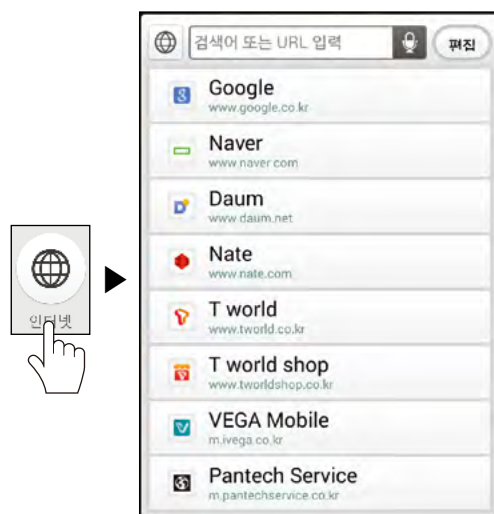 검색어 또는 URL 입력
편집
Google
www.google.co.kr
Naver
www.naver.com
Daum
www.daum.net
Nate
www.nate.com
T world
www.tworld.co.kr
T world shop
www.tworldshop.co.kr
VEGA Mobile
m.ivega.co.kr
Pantech Service
m.pantechservice.co.kr
인터넷